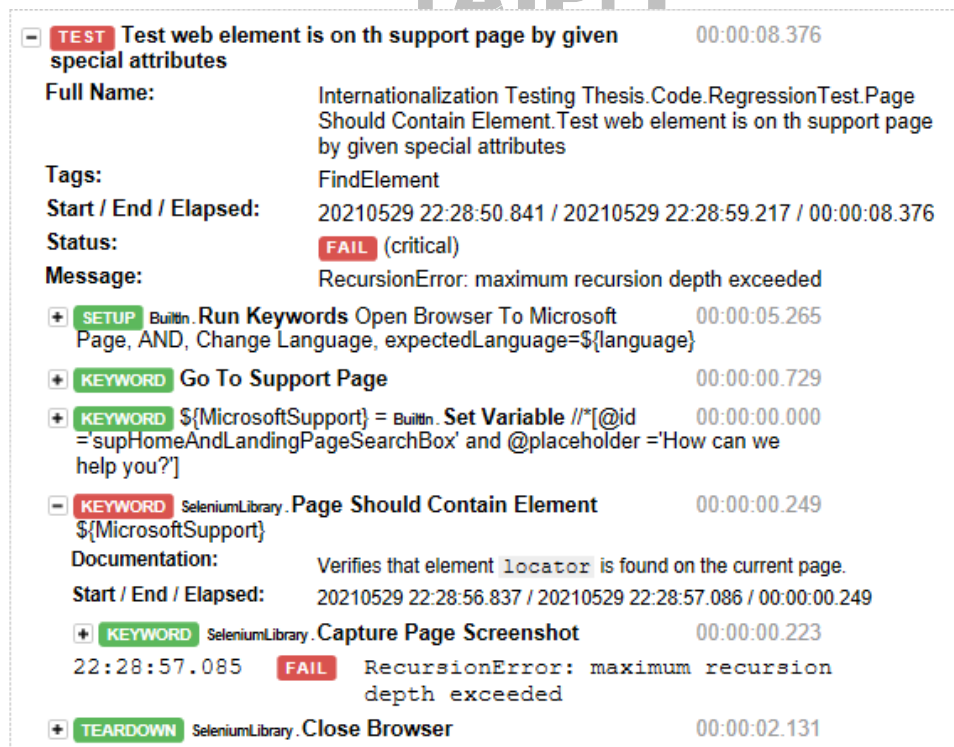 TAIPEI
TEST Test web element is on th support page by given 00:00:08.376
special attributes
Full Name: Internationalization Testing Thesis.Code.RegressionTest.Page
Should Contain Element.Test web element is on th support page
by given special attributes
Tags: FindElement
Start / End / Elapsed: 20210529 22:28:50.841 / 20210529 22:28:59.217 / 00:00:08.376
Status: FAIL (critical)
Message: RecursionError: maximum recursion depth exceeded
+ SETUP BuiltIn. Run Keywords Open Browser To Microsoft 00:00:05.265
Page, AND, Change Language, expectedLanguage=${language}
+ KEYWORD Go To Support Page 00:00:00.729
+ KEYWORD ${MicrosoftSupport} = BuiltIn. Set Variable //*[@id 00:00:00.000
='supHomeAndLandingPageSearchBox' and @placeholder ='How can we
help you?']
- KEYWORD SeleniumLibrary. Page Should Contain Element 00:00:00.249
${MicrosoftSupport}
Documentation: Verifies that element locator is found on the current page.
Start / End / Elapsed: 20210529 22:28:56.837 / 20210529 22:28:57.086 / 00:00:00.249
+ KEYWORD SeleniumLibrary. Capture Page Screenshot 00:00:00.223
22:28:57.085 FAIL RecursionError: maximum recursion
depth exceeded
+ TEARDOWN SeleniumLibrary. Close Browser 00:00:02.131